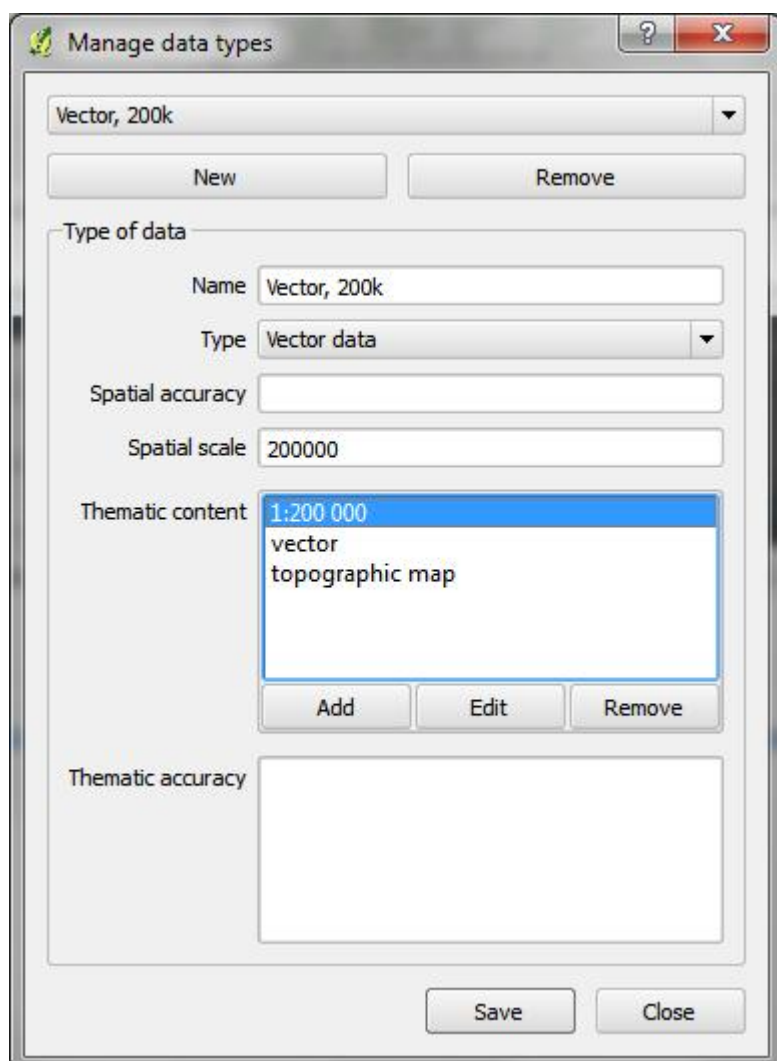 Manage data types
Vector, 200k
New Remove
Type of data
Name Vector, 200k
Type Vector data
Spatial accuracy
Spatial scale 200000
Thematic content 1:200 000
vector
topographic map
Add Edit Remove
Thematic accuracy
Save Close